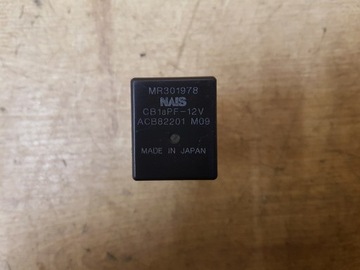 MR301978
NAIS
CB1aPF-12V
ACB82201 M09
MADE IN JAPAN